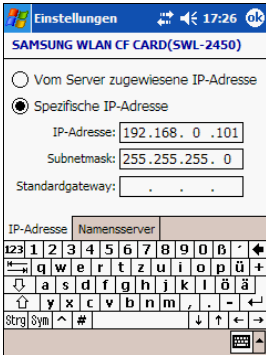 Einstellungen 17:26 ok
SAMSUNG WLAN CF CARD(SWL-2450)
Vom Server zugewiesene IP-Adresse
Spezifische IP-Adresse
IP-Adresse: 192.168. 0 .101
Subnetmask: 255.255.255. 0
Standardgateway: . . .
IP-Adresse Namensserver
123 1 2 3 4 5 6 7 8 9 0 ß ´
q w e r t z u i o p ü +
a s d f g h j k l ö ä
y x c v b n m , . -
Strg Sym ^ #